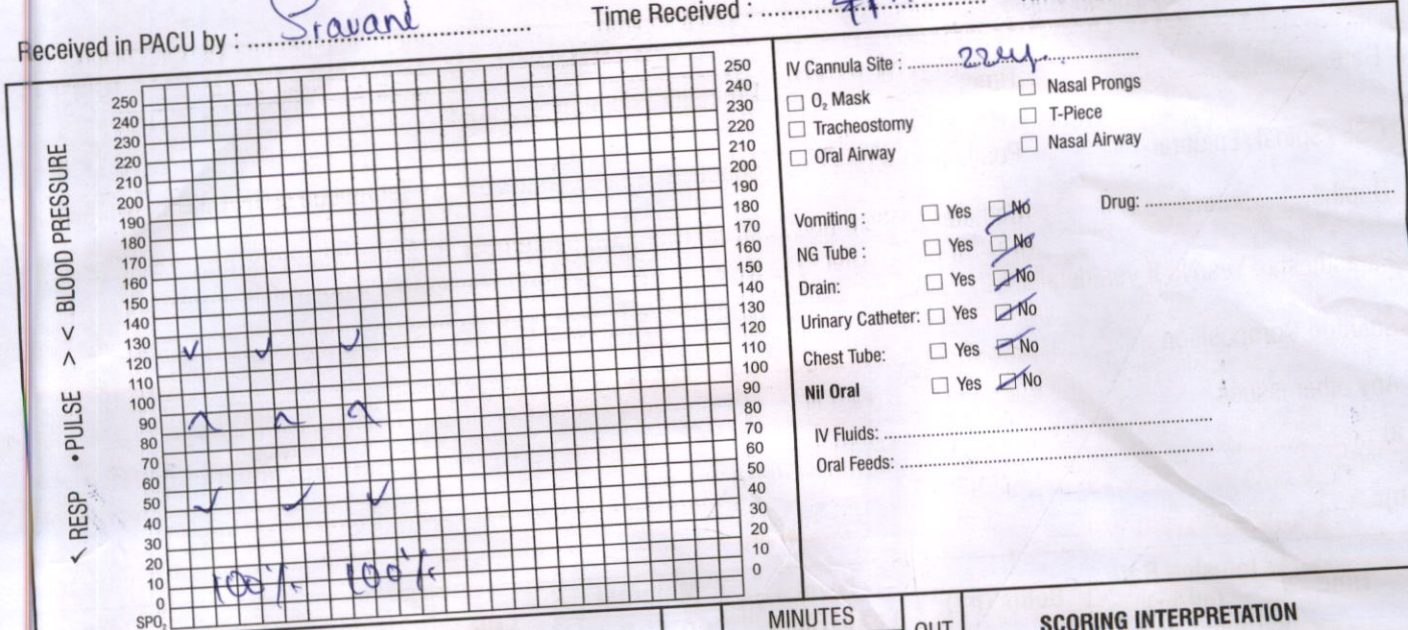 Received in PACU by : Sravani Time Received :
250 250
240 240
230 230
220 220
210 210
200 200
190 190
180 180
170 170
160 160
150 150
140 140
130 130
120 120
110 110
100 100
90 90
80 80
70 70
60 60
50 50
40 40
30 30
20 20
10 10
0 0
SPO2 100% 100%
< RESP • PULSE > < BLOOD PRESSURE
IV Cannula Site :
O2 Mask Nasal Prongs
Tracheostomy T-Piece
Oral Airway Nasal Airway
Vomiting : Yes No Drug:
NG Tube : Yes No
Drain: Yes No
Urinary Catheter: Yes No
Chest Tube: Yes No
Nil Oral Yes No
IV Fluids:
Oral Feeds:
MINUTES OUT SCORING INTERPRETATION